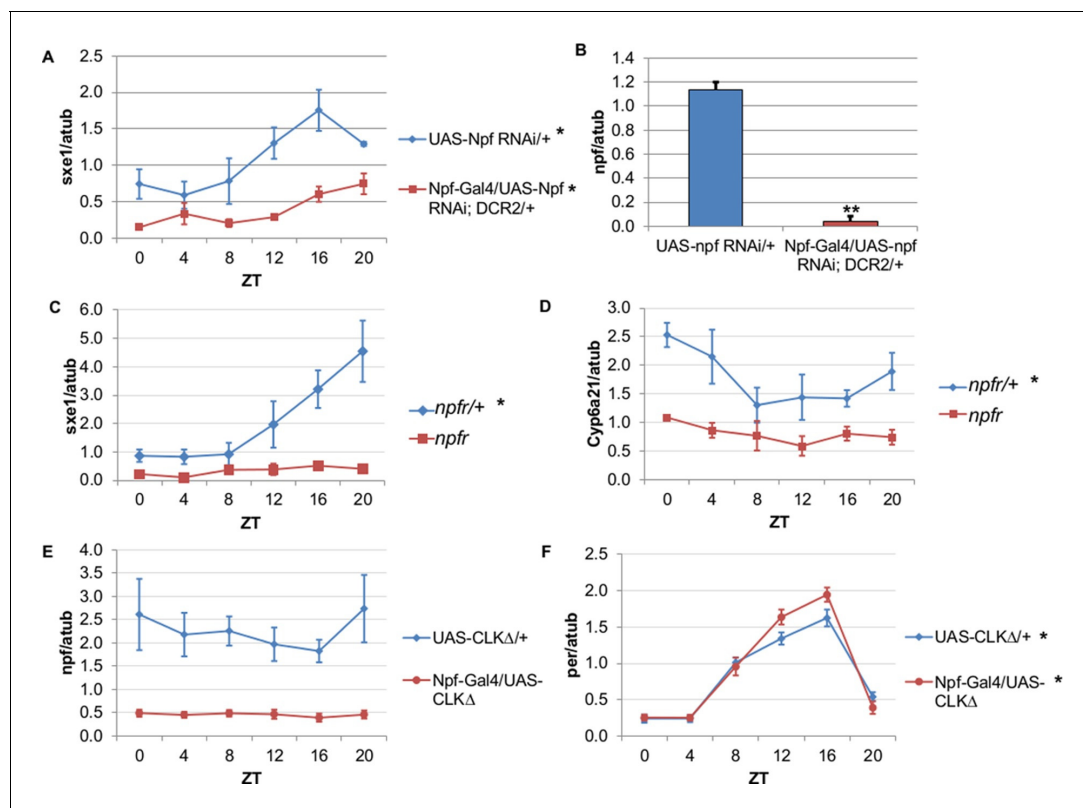 A
2.5
2.0
1.5
1.0
0.5
0.0
sxe1/atub
0 4 8 12 16 20
ZT
UAS-Npf RNAi/+ *
Npf-Gal4/UAS-Npf *
RNAi; DCR2/+
B
1.4
1.2
1.0
0.8
0.6
0.4
0.2
0.0
npf/atub
**
UAS-npf RNAi/+ Npf-Gal4/UAS-npf
RNAi; DCR2/+
C
6.0
5.0
4.0
3.0
2.0
1.0
0.0
sxe1/atub
0 4 8 12 16 20
ZT
npfr/+ *
npfr
D
3.0
2.5
2.0
1.5
1.0
0.5
0.0
Cyp6a21/atub
0 4 8 12 16 20
ZT
npfr/+ *
npfr
E
4.0
3.5
3.0
2.5
2.0
1.5
1.0
0.5
0.0
npf/atub
0 4 8 12 16 20
ZT
UAS-CLKΔ/+
Npf-Gal4/UAS-
CLKΔ
F
2.5
2.0
1.5
1.0
0.5
0.0
per/atub
0 4 8 12 16 20
ZT
UAS-CLKΔ/+ *
Npf-Gal4/UAS- *
CLKΔ